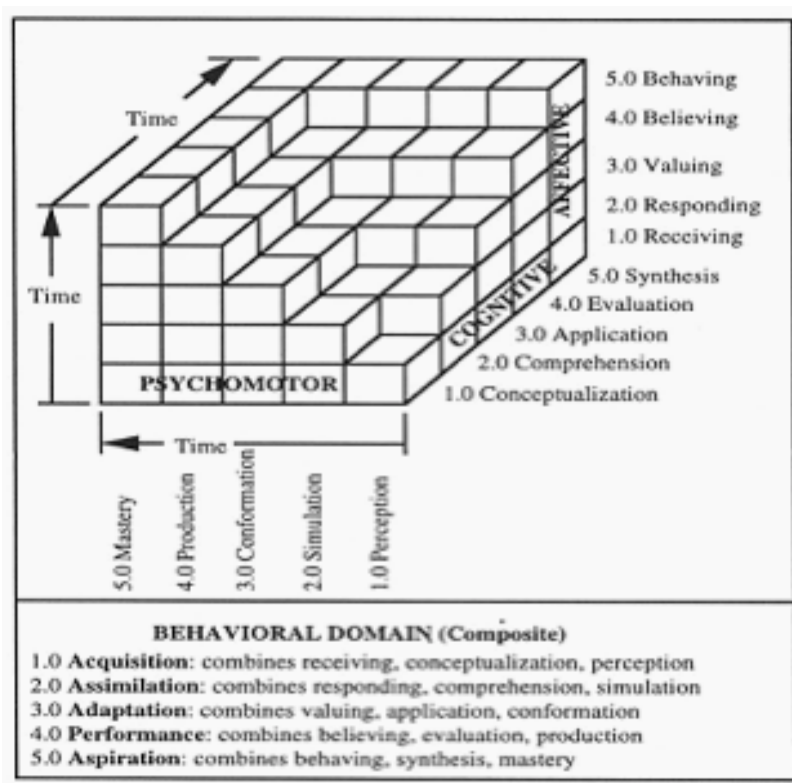 Time
5.0 Behaving
4.0 Believing
3.0 Valuing
2.0 Responding
1.0 Receiving
AFFECTIVE
Time
5.0 Synthesis
4.0 Evaluation
3.0 Application
2.0 Comprehension
1.0 Conceptualization
COGNITIVE
PSYCHOMOTOR
Time
5.0 Mastery
4.0 Production
3.0 Conformation
2.0 Simulation
1.0 Perception
BEHAVIORAL DOMAIN (Composite)
1.0 Acquisition: combines receiving, conceptualization, perception
2.0 Assimilation: combines responding, comprehension, simulation
3.0 Adaptation: combines valuing, application, conformation
4.0 Performance: combines believing, evaluation, production
5.0 Aspiration: combines behaving, synthesis, mastery